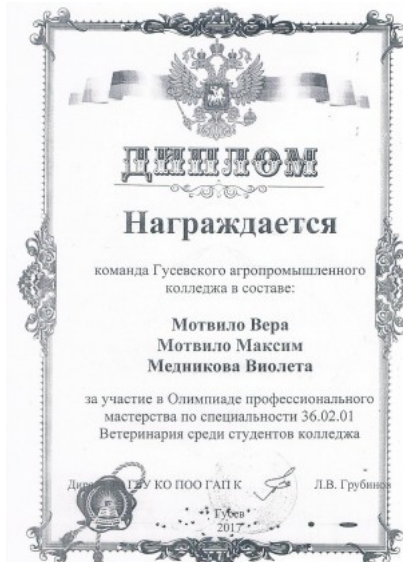 ДИПЛОМ
Награждается
команда Гусевского агропромышленного
колледжа в составе:
Мотвило Вера
Мотвило Максим
Медникова Виолета
за участие в Олимпиаде профессионального
мастерства по специальности 36.02.01
Ветеринария среди студентов колледжа
ГБУ КО ПОО ГАП К Л.В. Грубинов
Гусев
2017